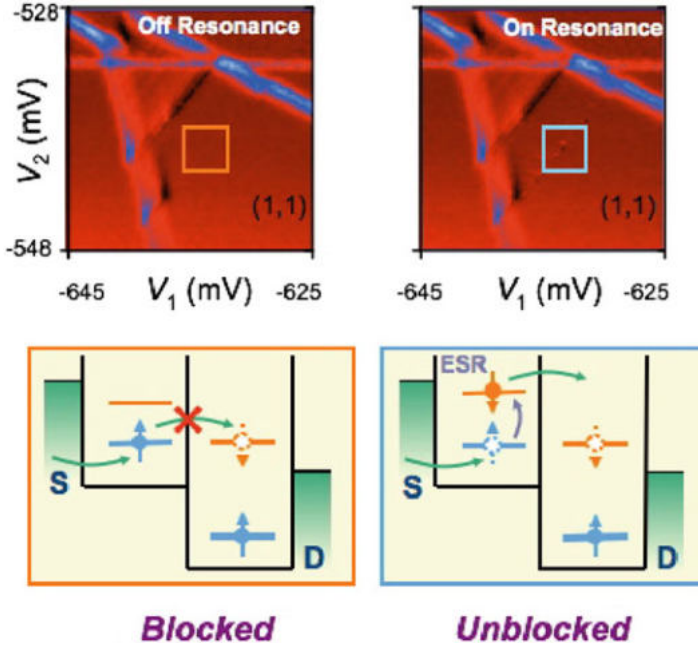 -528
Off Resonance
V2 (mV)
(1,1)
-548
-645
V1 (mV)
-625
On Resonance
(1,1)
-645
V1 (mV)
-625
S
D
ESR
S
D
Blocked
Unblocked